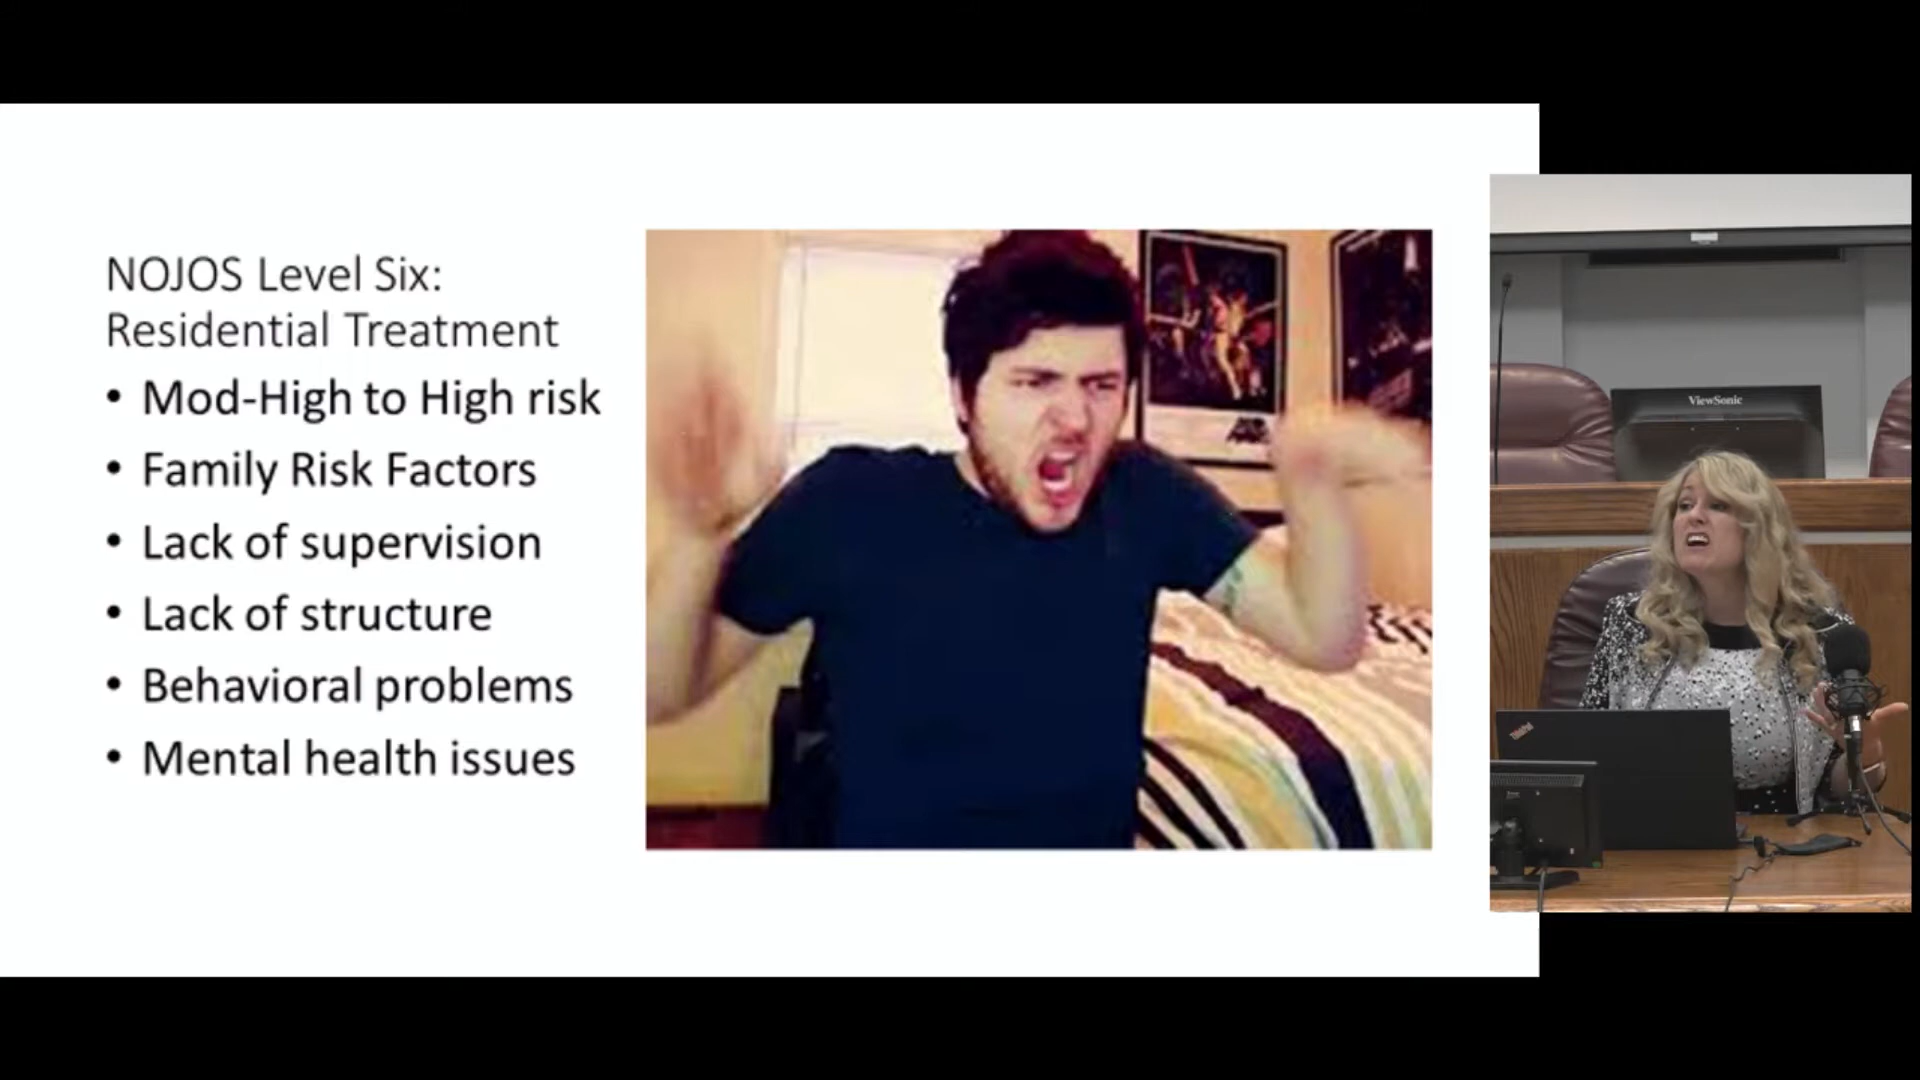 NOJOS Level Six:
Residential Treatment
• Mod-High to High risk
• Family Risk Factors
• Lack of supervision
• Lack of structure
• Behavioral problems
• Mental health issues
ViewSonic
ThinkPad